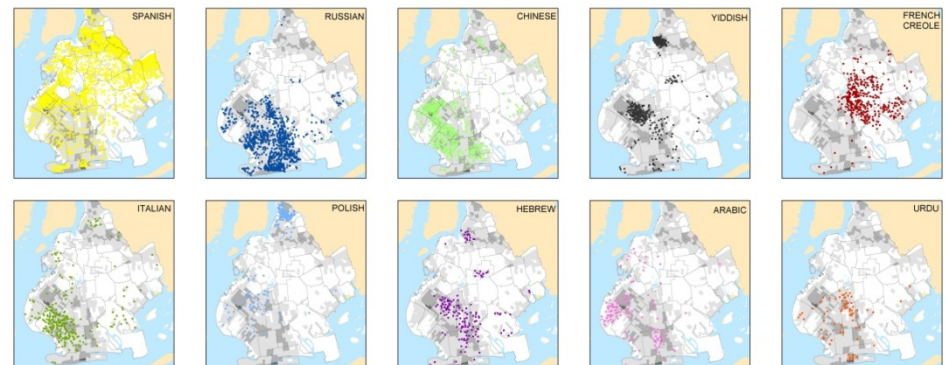 SPANISH
RUSSIAN
CHINESE
YIDDISH
FRENCH
CREOLE
ITALIAN
POLISH
HEBREW
ARABIC
URDU